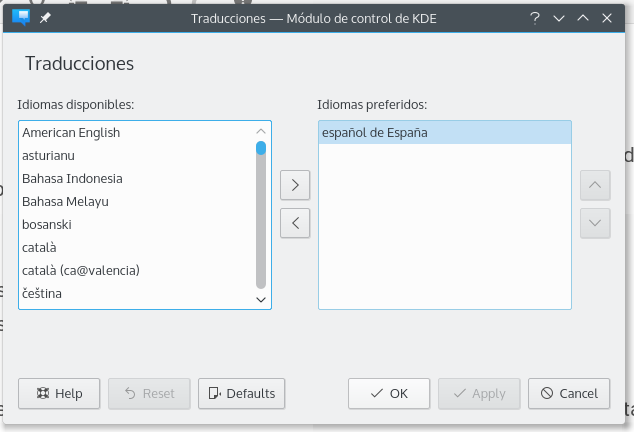 Traducciones — Módulo de control de KDE
Traducciones
Idiomas disponibles:
Idiomas preferidos:
American English
asturianu
Bahasa Indonesia
Bahasa Melayu
bosanski
català
català (ca@valencia)
čeština
español de España
Help
Reset
Defaults
OK
Apply
Cancel